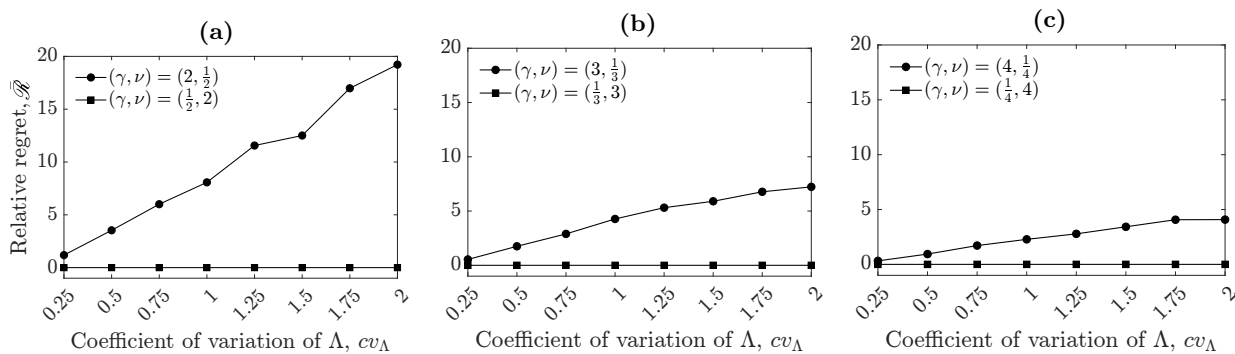 (a)
Relative regret, ℛ̄
20
15
10
5
0
(γ, ν) = (2, 1/2)
(γ, ν) = (1/2, 2)
0.25 0.5 0.75 1 1.25 1.5 1.75 2
Coefficient of variation of Λ, cv_Λ
(b)
20
15
10
5
0
(γ, ν) = (3, 1/3)
(γ, ν) = (1/3, 3)
0.25 0.5 0.75 1 1.25 1.5 1.75 2
Coefficient of variation of Λ, cv_Λ
(c)
20
15
10
5
0
(γ, ν) = (4, 1/4)
(γ, ν) = (1/4, 4)
0.25 0.5 0.75 1 1.25 1.5 1.75 2
Coefficient of variation of Λ, cv_Λ